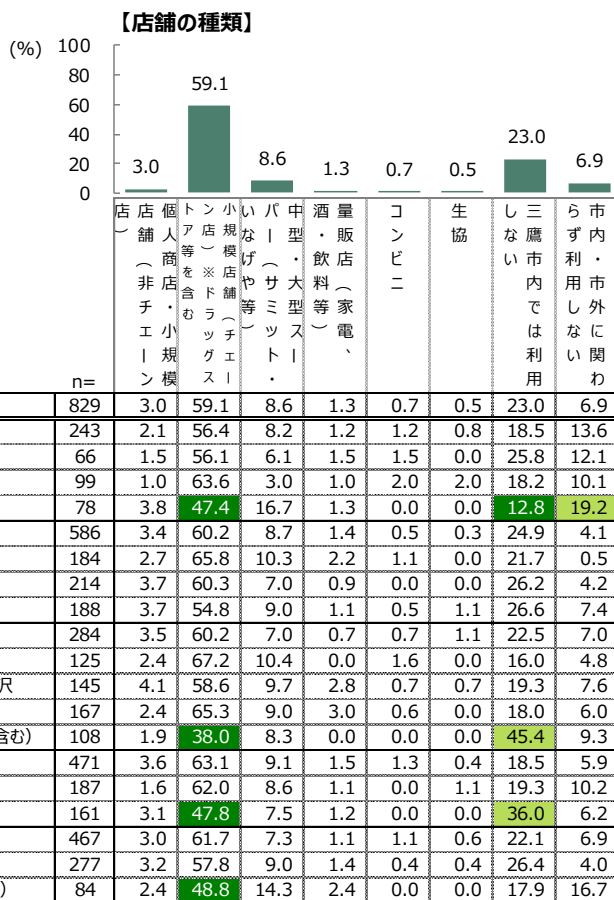 【店舗の種類】
(%)
100
80
60
40
20
0
3.0
59.1
8.6
1.3
0.7
0.5
23.0
6.9
個人商店・小規模店舗（非チェーン店）
小規模店舗（チェーン店）※ドラッグストア等を含む
中型・大型スーパー（サミット・いなげや等）
量販店（家電、酒・飲料等）
コンビニ
生協
三鷹市内では利用しない
市内・市外に関わらず利用しない
n=
829 3.0 59.1 8.6 1.3 0.7 0.5 23.0 6.9
243 2.1 56.4 8.2 1.2 1.2 0.8 18.5 13.6
66 1.5 56.1 6.1 1.5 1.5 0.0 25.8 12.1
99 1.0 63.6 3.0 1.0 2.0 2.0 18.2 10.1
78 3.8 47.4 16.7 1.3 0.0 0.0 12.8 19.2
586 3.4 60.2 8.7 1.4 0.5 0.3 24.9 4.1
184 2.7 65.8 10.3 2.2 1.1 0.0 21.7 0.5
214 3.7 60.3 7.0 0.9 0.0 0.0 26.2 4.2
188 3.7 54.8 9.0 1.1 0.5 1.1 26.6 7.4
284 3.5 60.2 7.0 0.7 0.7 1.1 22.5 7.0
125 2.4 67.2 10.4 0.0 1.6 0.0 16.0 4.8
沢 145 4.1 58.6 9.7 2.8 0.7 0.7 19.3 7.6
167 2.4 65.3 9.0 3.0 0.6 0.0 18.0 6.0
含む） 108 1.9 38.0 8.3 0.0 0.0 0.0 45.4 9.3
471 3.6 63.1 9.1 1.5 1.3 0.4 18.5 5.9
187 1.6 62.0 8.6 1.1 0.0 1.1 19.3 10.2
161 3.1 47.8 7.5 1.2 0.0 0.0 36.0 6.2
467 3.0 61.7 7.3 1.1 1.1 0.6 22.1 6.9
277 3.2 57.8 9.0 1.4 0.4 0.4 26.4 4.0
） 84 2.4 48.8 14.3 2.4 0.0 0.0 17.9 16.7